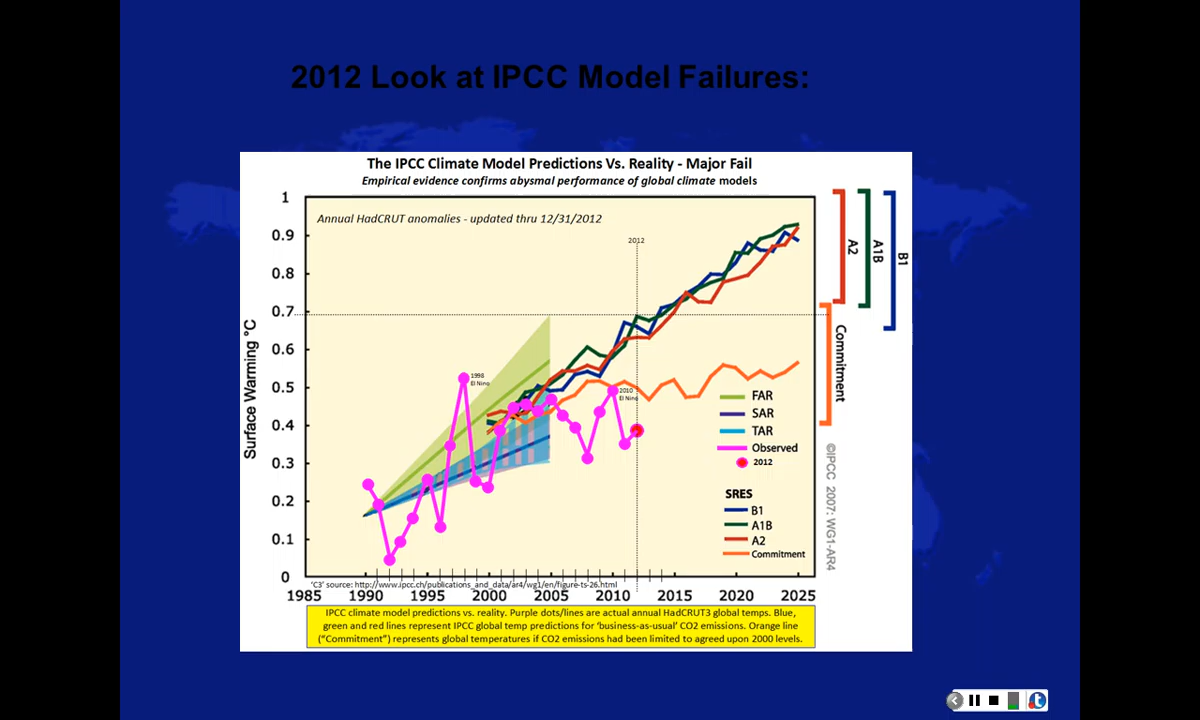 2012 Look at IPCC Model Failures:
The IPCC Climate Model Predictions Vs. Reality - Major Fail
Empirical evidence confirms abysmal performance of global climate models
Annual HadCRUT anomalies - updated thru 12/31/2012
1
0.9
0.8
0.7
0.6
0.5
0.4
0.3
0.2
0.1
0
Surface Warming °C
2012
1998
El Nino
2010
El Nino
FAR
SAR
TAR
Observed
2012
SRES
B1
A1B
A2
Commitment
A2
A1B
B1
Commitment
©IPCC 2007: WG1-AR4
'C3' source: http://www.ipcc.ch/publications_and_data/ar4/wg1/en/figure-ts-26.html
1985 1990 1995 2000 2005 2010 2015 2020 2025
IPCC climate model predictions vs. reality. Purple dots/lines are actual annual HadCRUT3 global temps. Blue,
green and red lines represent IPCC global temp predictions for 'business-as-usual' CO2 emissions. Orange line
("Commitment") represents global temperatures if CO2 emissions had been limited to agreed upon 2000 levels.